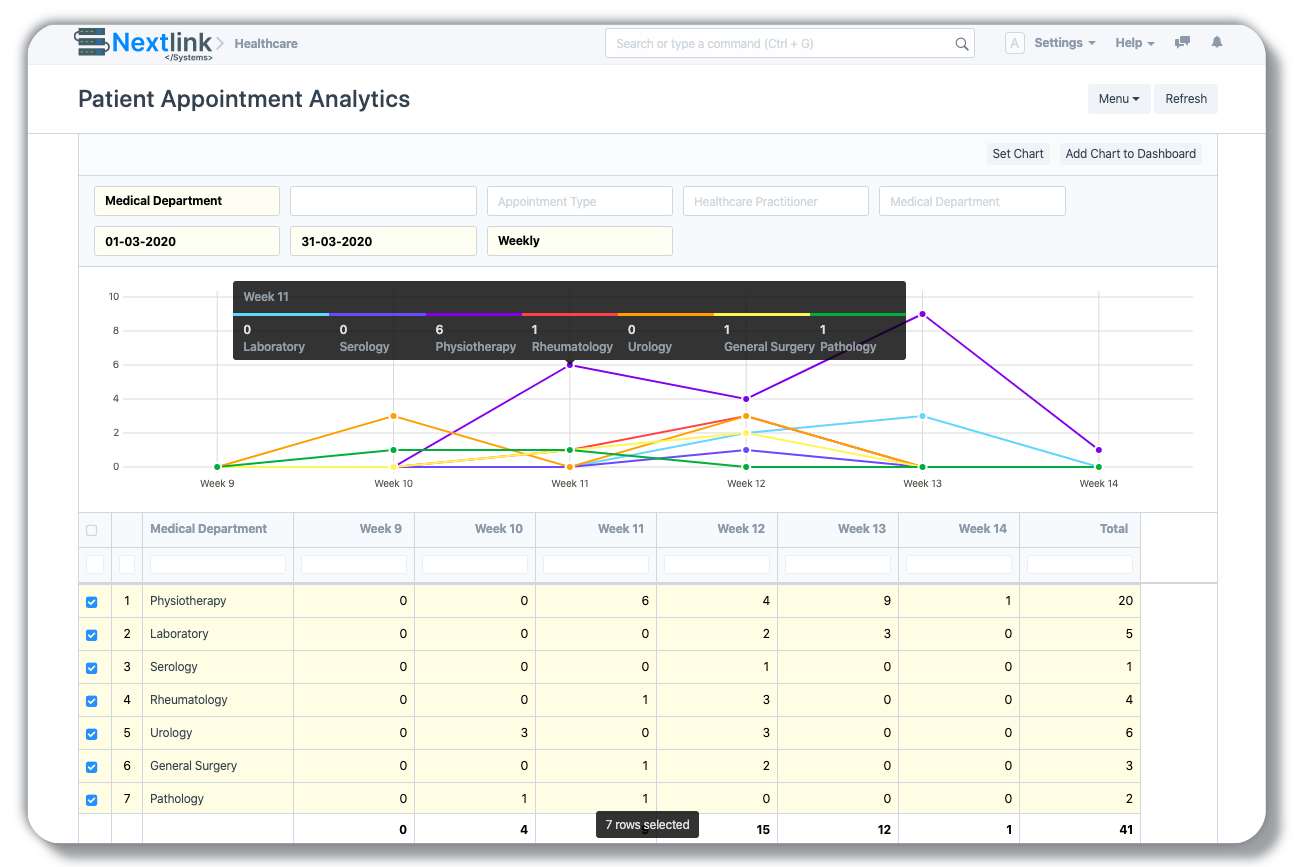 Nextlink Healthcare Search or type a command (Ctrl + G) A Settings Help
</Systems>
Patient Appointment Analytics Menu Refresh
Set Chart Add Chart to Dashboard
Medical Department Appointment Type Healthcare Practitioner Medical Department
01-03-2020 31-03-2020 Weekly
10
Week 11
8
0 0 6 1 0 1 1
Laboratory Serology Physiotherapy Rheumatology Urology General Surgery Pathology
6
4
2
0
Week 9 Week 10 Week 11 Week 12 Week 13 Week 14
Medical Department Week 9 Week 10 Week 11 Week 12 Week 13 Week 14 Total
1 Physiotherapy 0 0 6 4 9 1 20
2 Laboratory 0 0 0 2 3 0 5
3 Serology 0 0 0 1 0 0 1
4 Rheumatology 0 0 1 3 0 0 4
5 Urology 0 3 0 3 0 0 6
6 General Surgery 0 0 1 2 0 0 3
7 Pathology 0 1 1 0 0 0 2
7 rows selected
0 4 15 12 1 41